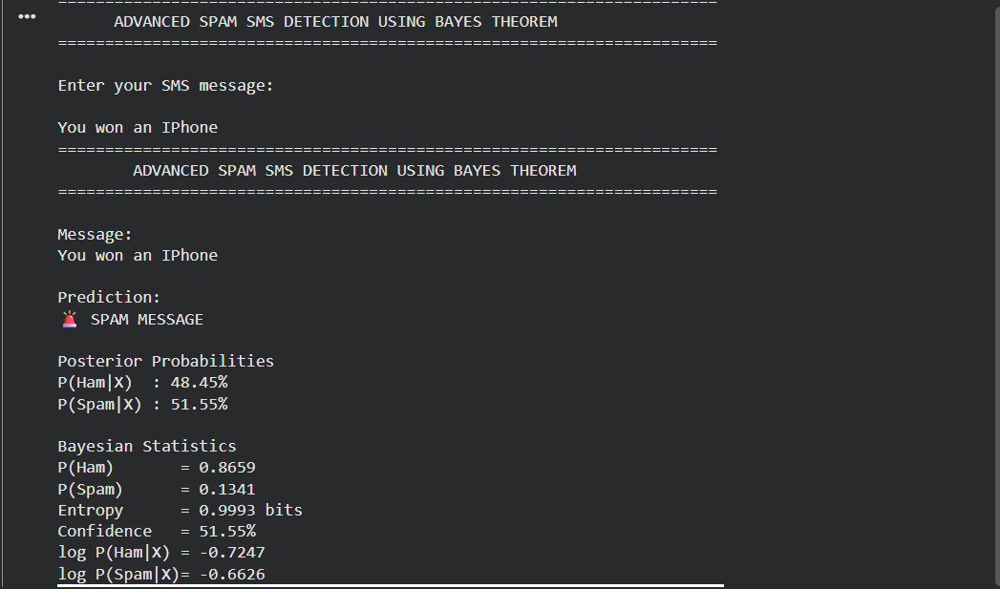 ======================================================================
ADVANCED SPAM SMS DETECTION USING BAYES THEOREM
======================================================================
Enter your SMS message:
You won an IPhone
======================================================================
ADVANCED SPAM SMS DETECTION USING BAYES THEOREM
======================================================================
Message:
You won an IPhone
Prediction:
🚨 SPAM MESSAGE
Posterior Probabilities
P(Ham|X)  : 48.45%
P(Spam|X) : 51.55%
Bayesian Statistics
P(Ham)       = 0.8659
P(Spam)      = 0.1341
Entropy      = 0.9993 bits
Confidence   = 51.55%
log P(Ham|X) = -0.7247
log P(Spam|X)= -0.6626